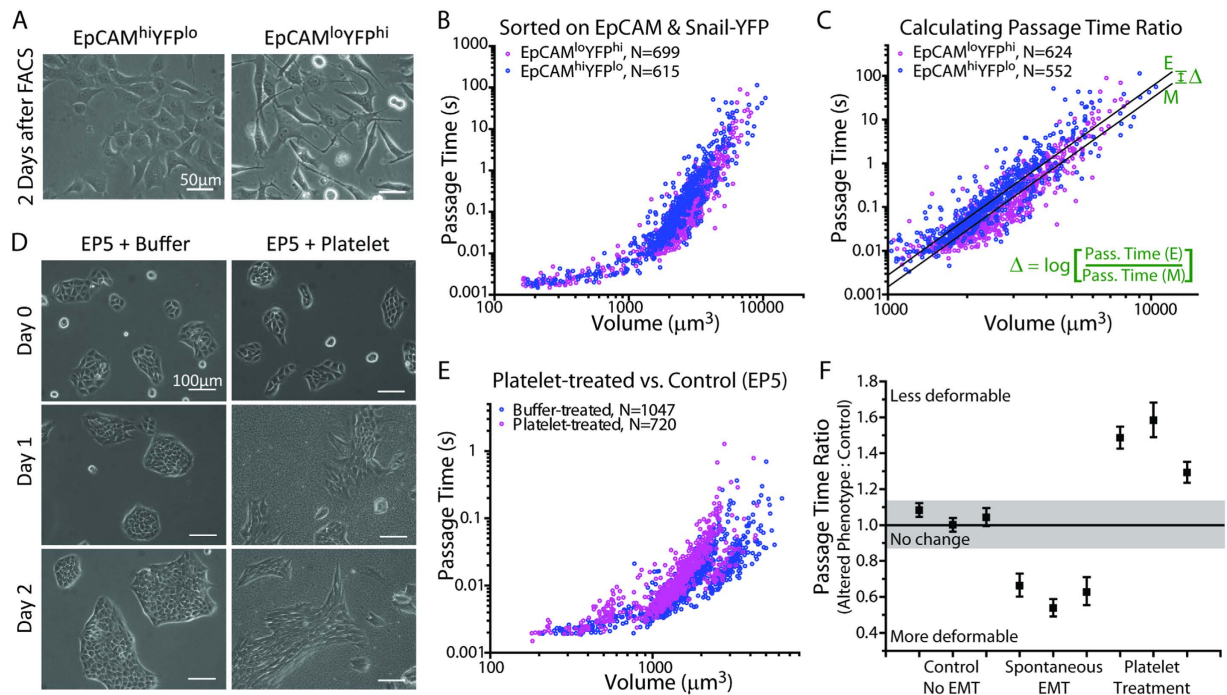 A
EpCAMhiYFPlo
EpCAMloYFPhi
2 Days after FACS
50μm
B
Sorted on EpCAM & Snail-YFP
EpCAMloYFPhi, N=699
EpCAMhiYFPlo, N=615
Passage Time (s)
1000
100
10
1
0.1
0.01
0.001
100
1000
10000
Volume (μm³)
C
Calculating Passage Time Ratio
EpCAMloYFPhi, N=624
EpCAMhiYFPlo, N=552
E
Δ
M
Passage Time (s)
100
10
1
0.1
0.01
0.001
Δ = log[Pass. Time (E)
Pass. Time (M)]
1000
10000
Volume (μm³)
D
EP5 + Buffer
EP5 + Platelet
Day 0
100μm
Day 1
Day 2
E
Platelet-treated vs. Control (EP5)
Buffer-treated, N=1047
Platelet-treated, N=720
Passage Time (s)
1
0.1
0.01
0.001
100
1000
Volume (μm³)
F
Passage Time Ratio
(Altered Phenotype : Control)
1.8
1.6
1.4
1.2
1.0
0.8
0.6
0.4
Less deformable
No change
More deformable
Control
No EMT
Spontaneous
EMT
Platelet
Treatment